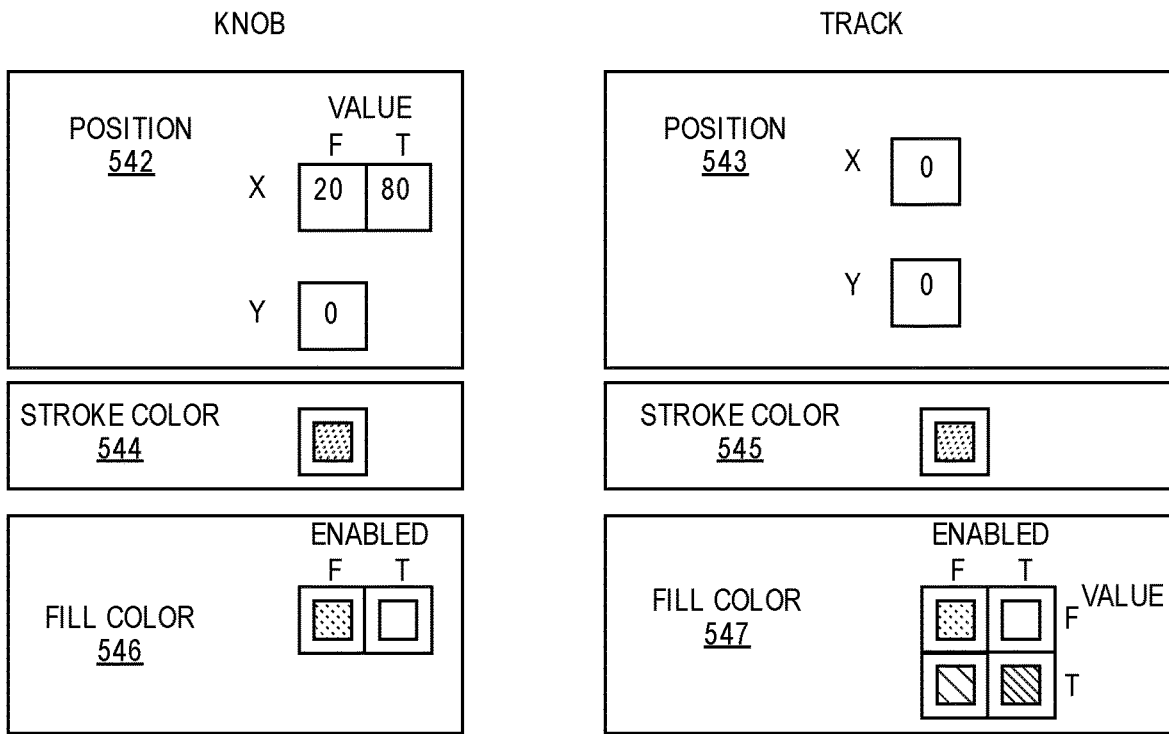 KNOB
TRACK
POSITION
542
VALUE
F T
X 20 80
Y 0
POSITION
543
X 0
Y 0
STROKE COLOR
544
STROKE COLOR
545
FILL COLOR
546
ENABLED
F T
FILL COLOR
547
ENABLED
F T
F VALUE
T